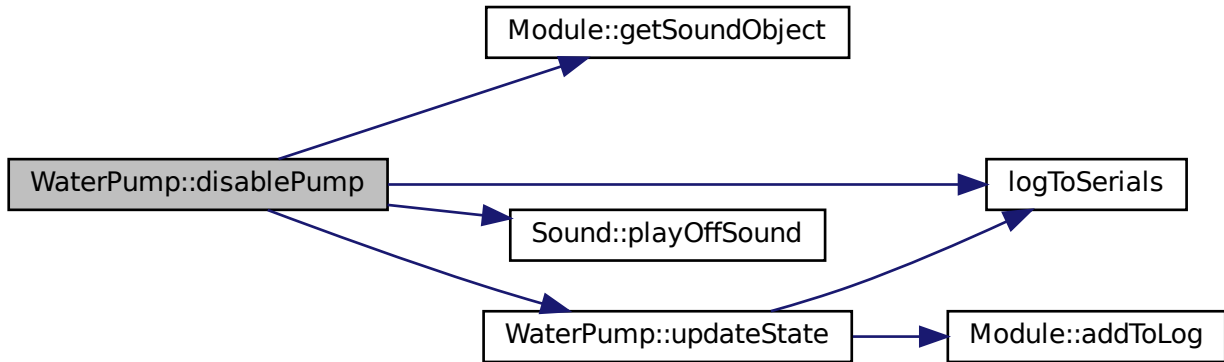 Module::getSoundObject
WaterPump::disablePump
logToSerials
Sound::playOffSound
WaterPump::updateState
Module::addToLog